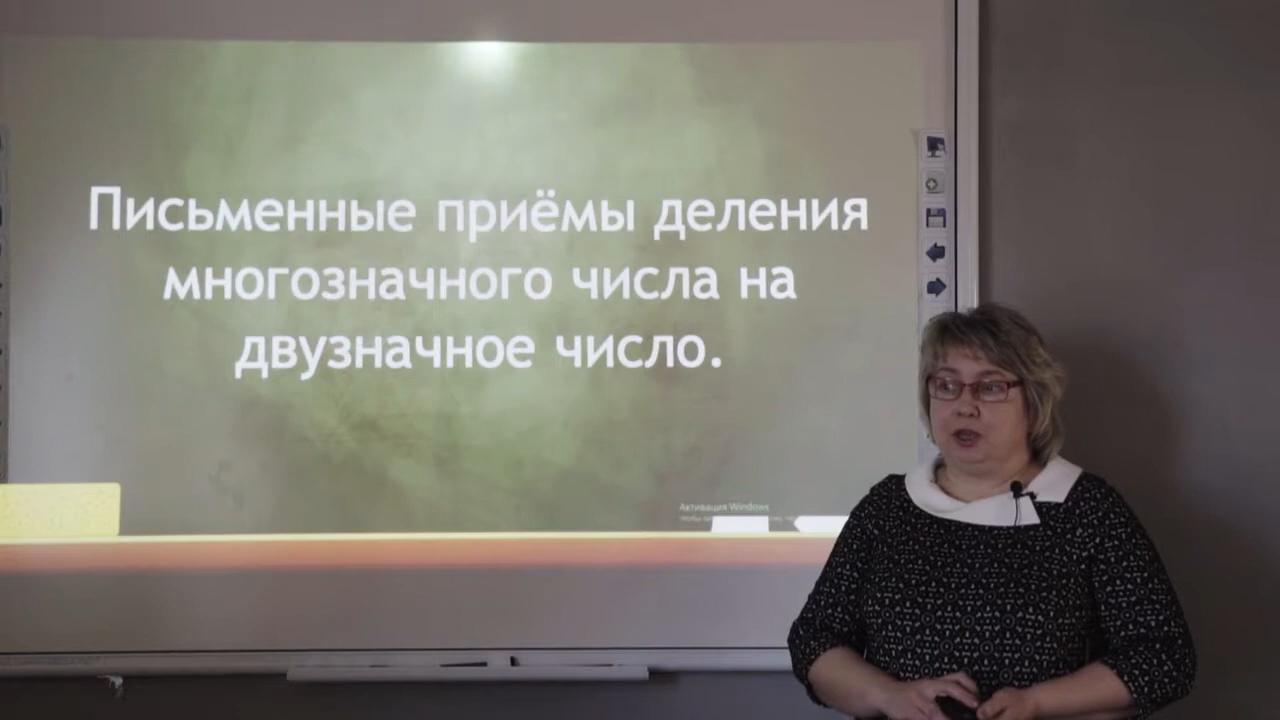 Письменные приёмы деления
многозначного числа на
двузначное число.
Активация Windows